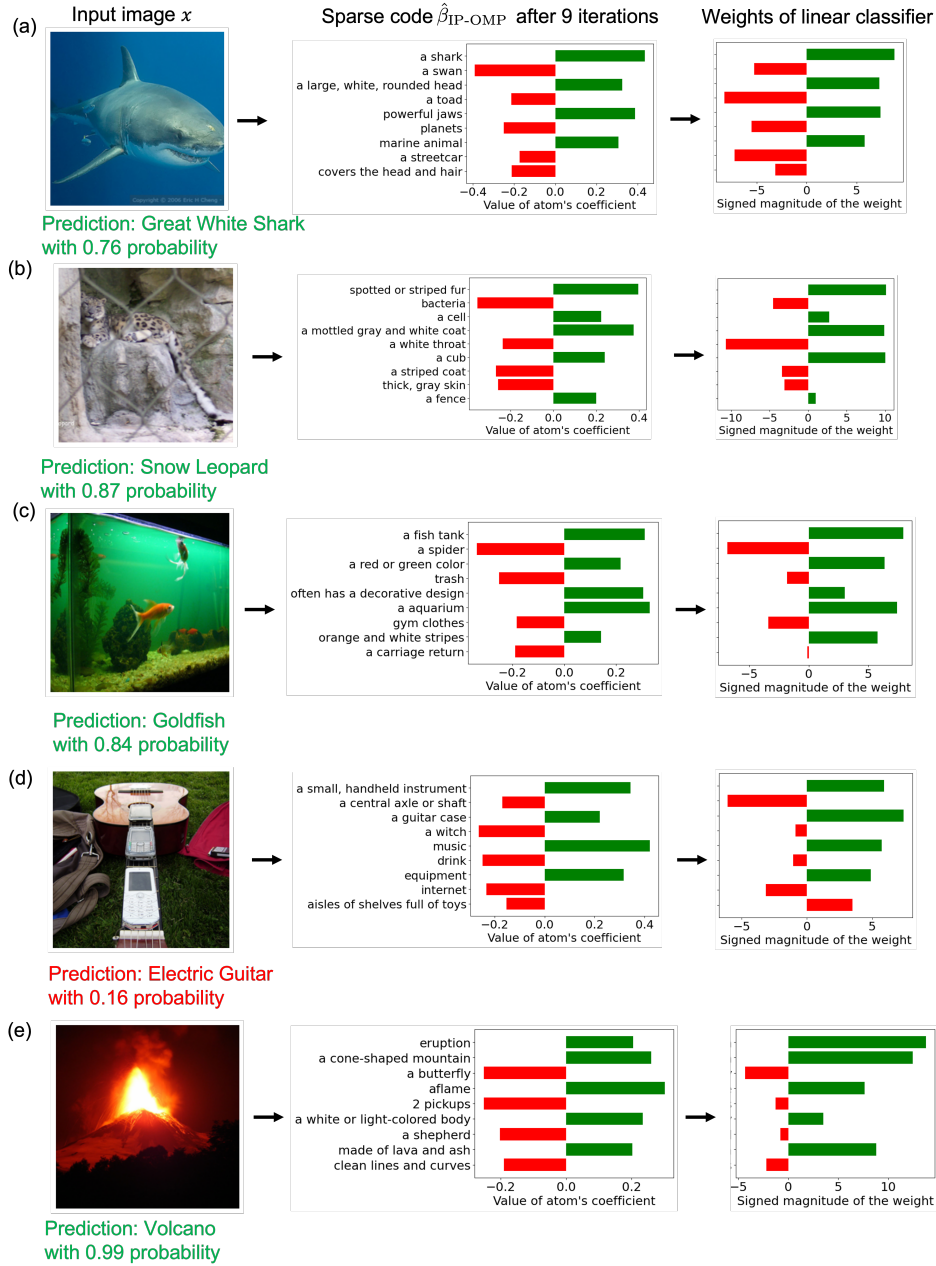 Input image x
Sparse code β̂IP-OMP after 9 iterations
Weights of linear classifier
(a)
Copyright © 2006 Eric H Cheng -
a shark
a swan
a large, white, rounded head
a toad
powerful jaws
planets
marine animal
a streetcar
covers the head and hair
−0.4 −0.2 0.0 0.2 0.4
Value of atom's coefficient
−5 0 5
Signed magnitude of the weight
Prediction: Great White Shark
with 0.76 probability
(b)
spotted or striped fur
bacteria
a cell
a mottled gray and white coat
a white throat
a cub
a striped coat
thick, gray skin
a fence
−0.2 0.0 0.2 0.4
Value of atom's coefficient
−10 −5 0 5 10
Signed magnitude of the weight
Prediction: Snow Leopard
with 0.87 probability
(c)
a fish tank
a spider
a red or green color
trash
often has a decorative design
a aquarium
gym clothes
orange and white stripes
a carriage return
−0.2 0.0 0.2
Value of atom's coefficient
−5 0 5
Signed magnitude of the weight
Prediction: Goldfish
with 0.84 probability
(d)
a small, handheld instrument
a central axle or shaft
a guitar case
a witch
music
drink
equipment
internet
aisles of shelves full of toys
−0.2 0.0 0.2 0.4
Value of atom's coefficient
−5 0 5
Signed magnitude of the weight
Prediction: Electric Guitar
with 0.16 probability
(e)
eruption
a cone-shaped mountain
a butterfly
aflame
2 pickups
a white or light-colored body
a shepherd
made of lava and ash
clean lines and curves
−0.2 0.0 0.2
Value of atom's coefficient
−5 0 5 10
Signed magnitude of the weight
Prediction: Volcano
with 0.99 probability